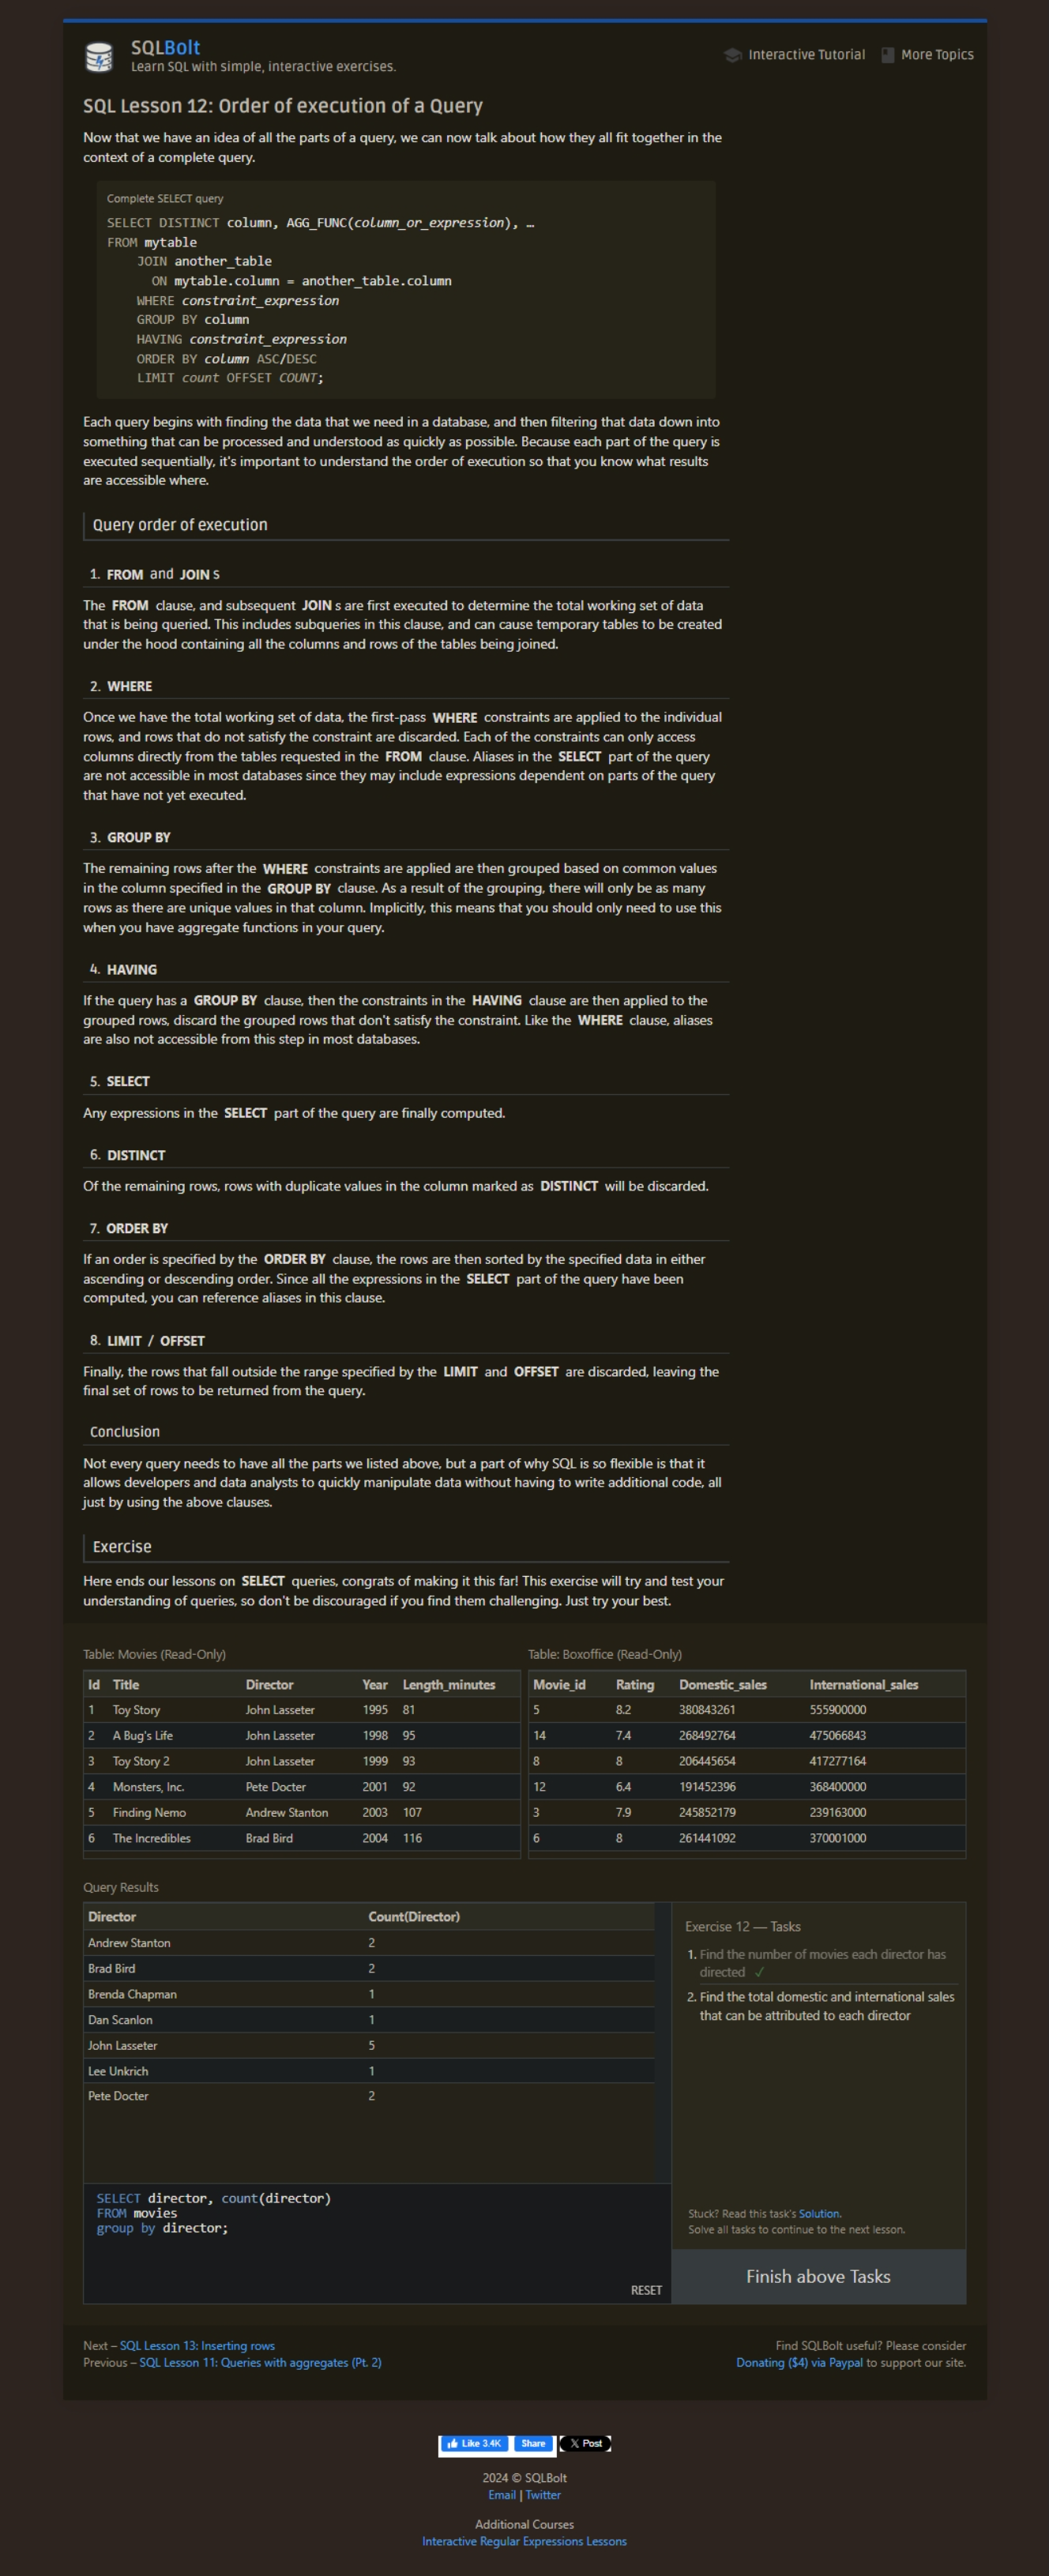 SQLBolt
Learn SQL with simple, interactive exercises.
Interactive Tutorial
More Topics
SQL Lesson 12: Order of execution of a Query
Now that we have an idea of all the parts of a query, we can now talk about how they all fit together in the
context of a complete query.
Complete SELECT query
SELECT DISTINCT column, AGG_FUNC(column_or_expression), …
FROM mytable
JOIN another_table
ON mytable.column = another_table.column
WHERE constraint_expression
GROUP BY column
HAVING constraint_expression
ORDER BY column ASC/DESC
LIMIT count OFFSET COUNT;
Each query begins with finding the data that we need in a database, and then filtering that data down into
something that can be processed and understood as quickly as possible. Because each part of the query is
executed sequentially, it's important to understand the order of execution so that you know what results
are accessible where.
Query order of execution
1. FROM and JOIN s
The FROM clause, and subsequent JOIN s are first executed to determine the total working set of data
that is being queried. This includes subqueries in this clause, and can cause temporary tables to be created
under the hood containing all the columns and rows of the tables being joined.
2. WHERE
Once we have the total working set of data, the first-pass WHERE constraints are applied to the individual
rows, and rows that do not satisfy the constraint are discarded. Each of the constraints can only access
columns directly from the tables requested in the FROM clause. Aliases in the SELECT part of the query
are not accessible in most databases since they may include expressions dependent on parts of the query
that have not yet executed.
3. GROUP BY
The remaining rows after the WHERE constraints are applied are then grouped based on common values
in the column specified in the GROUP BY clause. As a result of the grouping, there will only be as many
rows as there are unique values in that column. Implicitly, this means that you should only need to use this
when you have aggregate functions in your query.
4. HAVING
If the query has a GROUP BY clause, then the constraints in the HAVING clause are then applied to the
grouped rows, discard the grouped rows that don't satisfy the constraint. Like the WHERE clause, aliases
are also not accessible from this step in most databases.
5. SELECT
Any expressions in the SELECT part of the query are finally computed.
6. DISTINCT
Of the remaining rows, rows with duplicate values in the column marked as DISTINCT will be discarded.
7. ORDER BY
If an order is specified by the ORDER BY clause, the rows are then sorted by the specified data in either
ascending or descending order. Since all the expressions in the SELECT part of the query have been
computed, you can reference aliases in this clause.
8. LIMIT / OFFSET
Finally, the rows that fall outside the range specified by the LIMIT and OFFSET are discarded, leaving the
final set of rows to be returned from the query.
Conclusion
Not every query needs to have all the parts we listed above, but a part of why SQL is so flexible is that it
allows developers and data analysts to quickly manipulate data without having to write additional code, all
just by using the above clauses.
Exercise
Here ends our lessons on SELECT queries, congrats of making it this far! This exercise will try and test your
understanding of queries, so don't be discouraged if you find them challenging. Just try your best.
Table: Movies (Read-Only)
Id Title Director Year Length_minutes
1 Toy Story John Lasseter 1995 81
2 A Bug's Life John Lasseter 1998 95
3 Toy Story 2 John Lasseter 1999 93
4 Monsters, Inc. Pete Docter 2001 92
5 Finding Nemo Andrew Stanton 2003 107
6 The Incredibles Brad Bird 2004 116
Table: Boxoffice (Read-Only)
Movie_id Rating Domestic_sales International_sales
5 8.2 380843261 555900000
14 7.4 268492764 475066843
8 8 206445654 417277164
12 6.4 191452396 368400000
3 7.9 245852179 239163000
6 8 261441092 370001000
Query Results
Director Count(Director)
Andrew Stanton 2
Brad Bird 2
Brenda Chapman 1
Dan Scanlon 1
John Lasseter 5
Lee Unkrich 1
Pete Docter 2
SELECT director, count(director)
FROM movies
group by director;
RESET
Exercise 12 — Tasks
1. Find the number of movies each director has
directed ✓
2. Find the total domestic and international sales
that can be attributed to each director
Stuck? Read this task's Solution.
Solve all tasks to continue to the next lesson.
Finish above Tasks
Next – SQL Lesson 13: Inserting rows
Previous – SQL Lesson 11: Queries with aggregates (Pt. 2)
Find SQLBolt useful? Please consider
Donating ($4) via Paypal to support our site.
Like 3.4K Share X Post
2024 © SQLBolt
Email | Twitter
Additional Courses
Interactive Regular Expressions Lessons